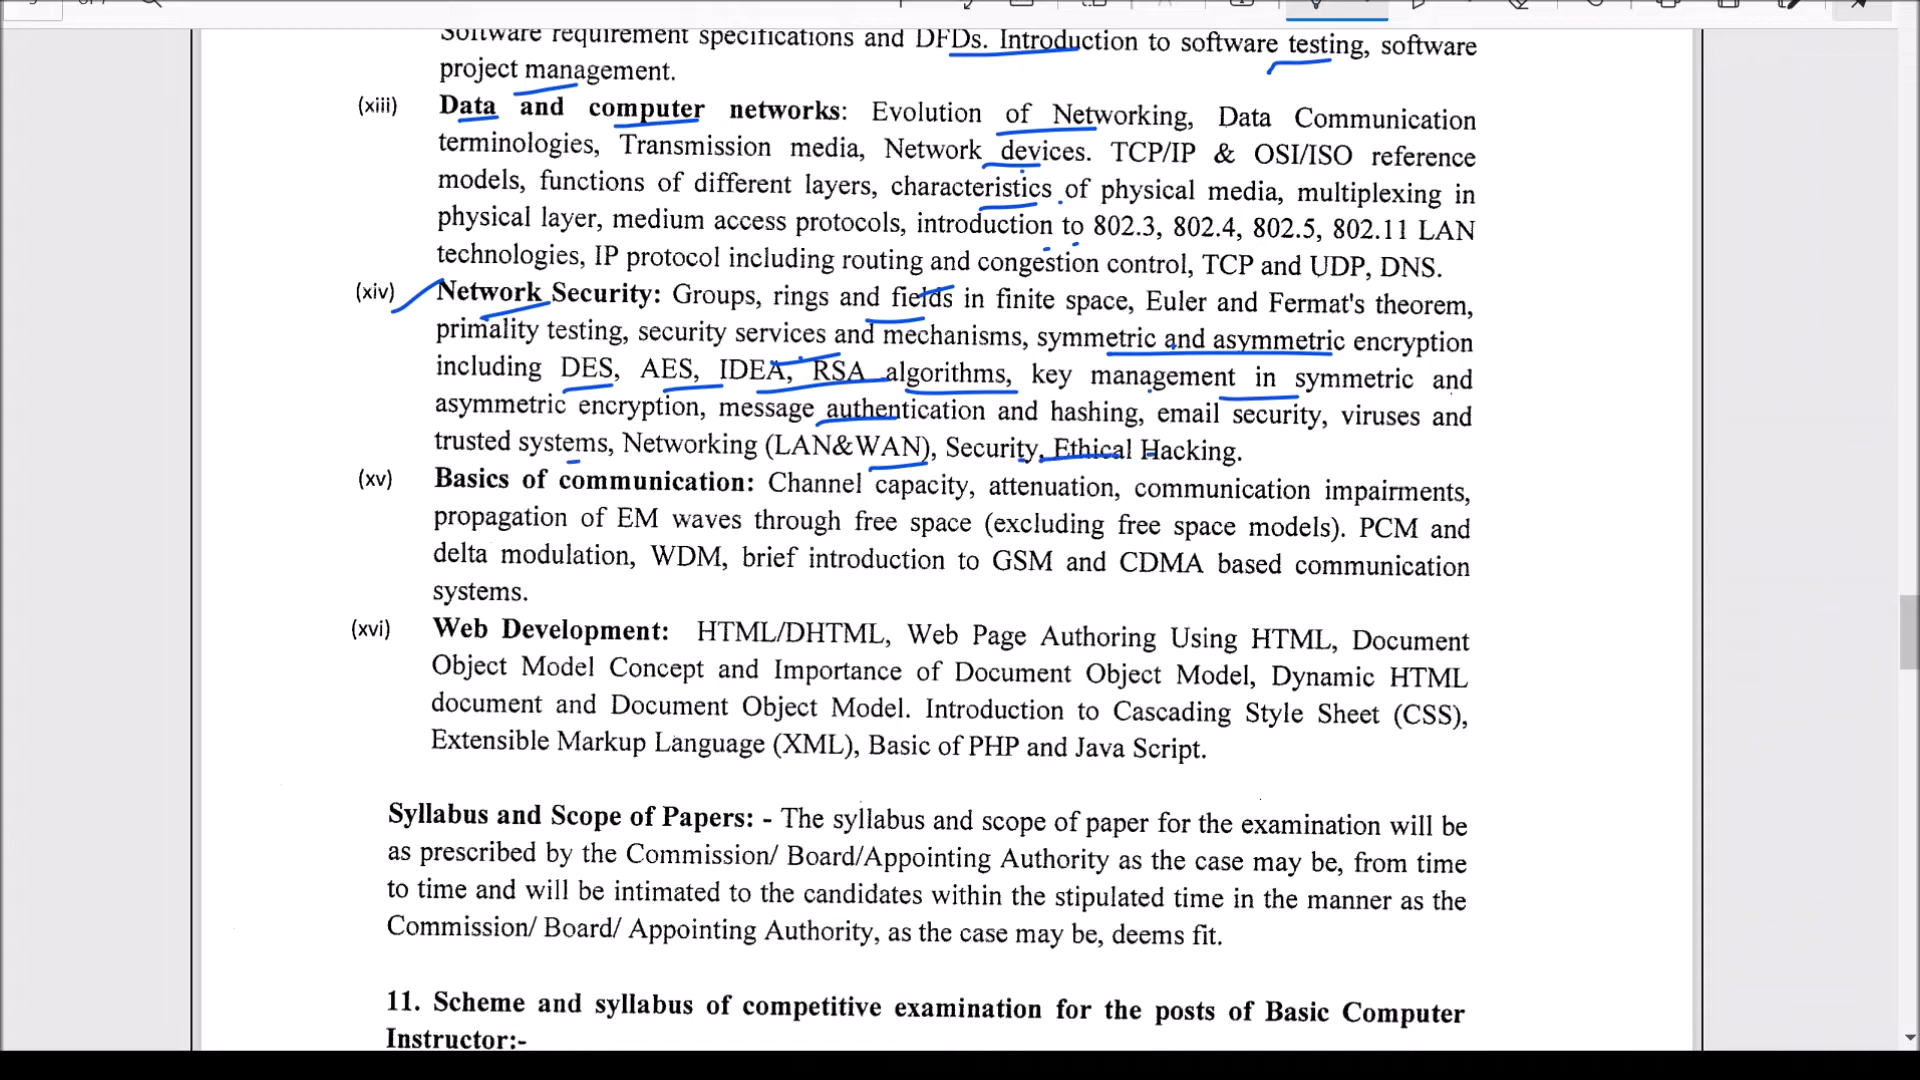 Software requirement specifications and DFDs. Introduction to software testing, software
project management.
(xiii) Data and computer networks: Evolution of Networking, Data Communication
terminologies, Transmission media, Network devices. TCP/IP & OSI/ISO reference
models, functions of different layers, characteristics of physical media, multiplexing in
physical layer, medium access protocols, introduction to 802.3, 802.4, 802.5, 802.11 LAN
technologies, IP protocol including routing and congestion control, TCP and UDP, DNS.
(xiv) Network Security: Groups, rings and fields in finite space, Euler and Fermat's theorem,
primality testing, security services and mechanisms, symmetric and asymmetric encryption
including DES, AES, IDEA, RSA algorithms, key management in symmetric and
asymmetric encryption, message authentication and hashing, email security, viruses and
trusted systems, Networking (LAN&WAN), Security, Ethical Hacking.
(xv) Basics of communication: Channel capacity, attenuation, communication impairments,
propagation of EM waves through free space (excluding free space models). PCM and
delta modulation, WDM, brief introduction to GSM and CDMA based communication
systems.
(xvi) Web Development: HTML/DHTML, Web Page Authoring Using HTML, Document
Object Model Concept and Importance of Document Object Model, Dynamic HTML
document and Document Object Model. Introduction to Cascading Style Sheet (CSS),
Extensible Markup Language (XML), Basic of PHP and Java Script.
Syllabus and Scope of Papers: - The syllabus and scope of paper for the examination will be
as prescribed by the Commission/ Board/Appointing Authority as the case may be, from time
to time and will be intimated to the candidates within the stipulated time in the manner as the
Commission/ Board/ Appointing Authority, as the case may be, deems fit.
11. Scheme and syllabus of competitive examination for the posts of Basic Computer
Instructor:-